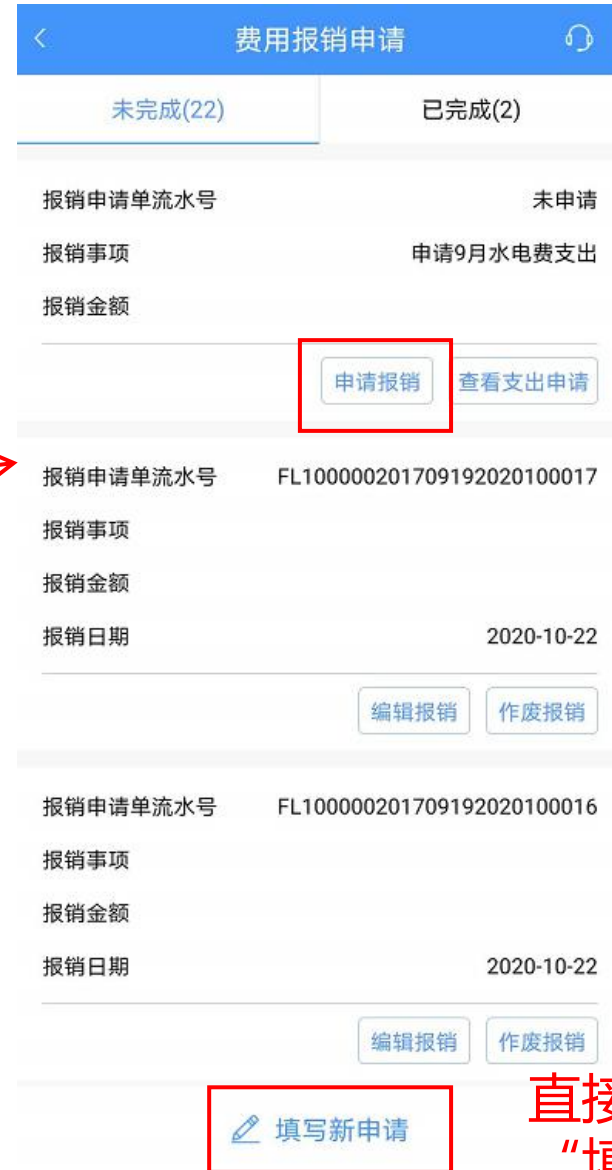 费用报销申请
未完成(22) 已完成(2)
报销申请单流水号 未申请
报销事项 申请9月水电费支出
报销金额
申请报销 查看支出申请
报销申请单流水号 FL100000201709192020100017
报销事项
报销金额
报销日期 2020-10-22
编辑报销 作废报销
报销申请单流水号 FL100000201709192020100016
报销事项
报销金额
报销日期 2020-10-22
编辑报销 作废报销
填写新申请
直接
“填